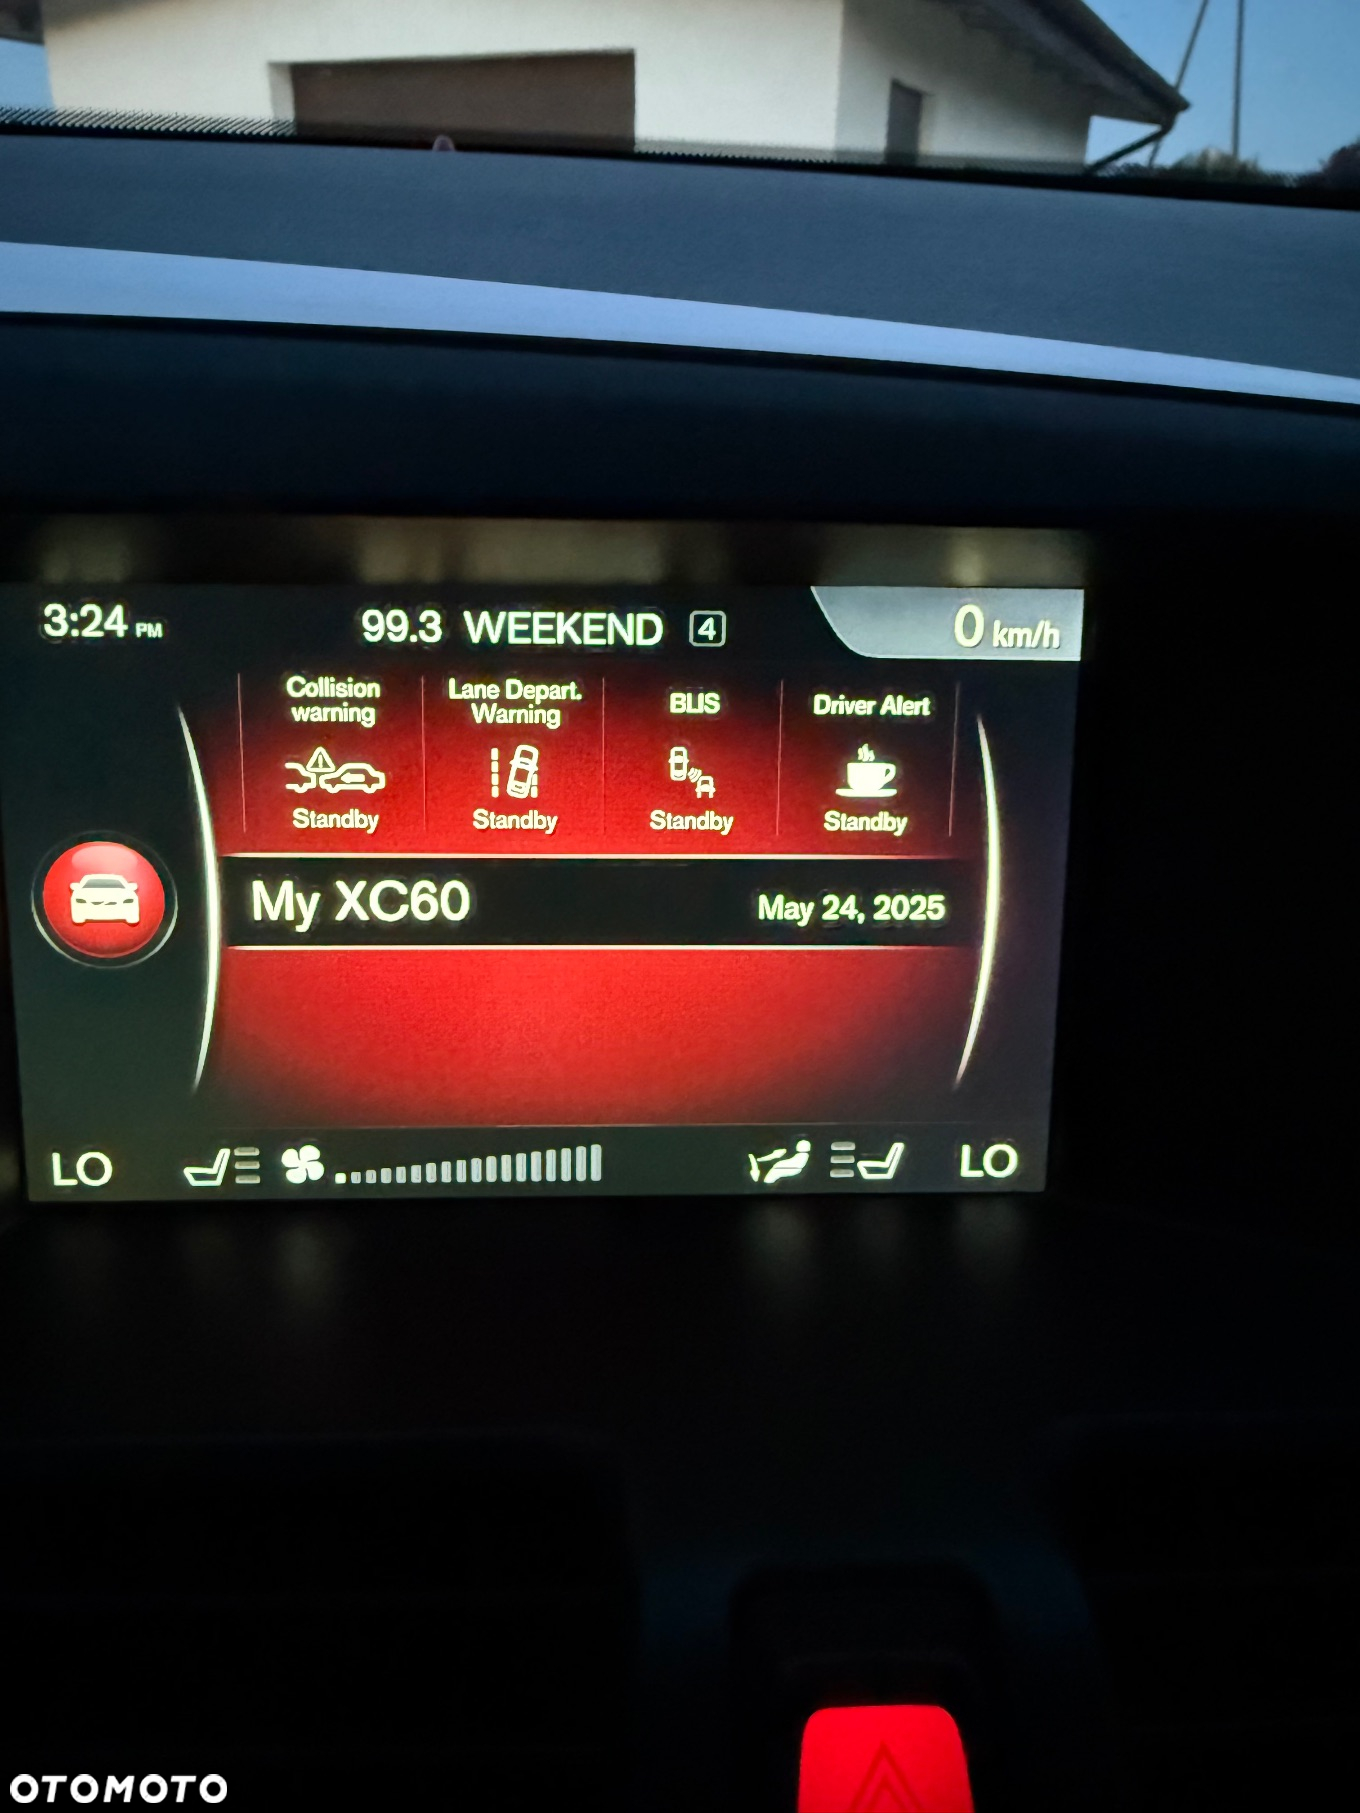 3:24 PM
99.3 WEEKEND 4
0 km/h
Collision
warning
Standby
Lane Depart.
Warning
Standby
BLIS
Standby
Driver Alert
Standby
My XC60
May 24, 2025
LO
LO
OTOMOTO